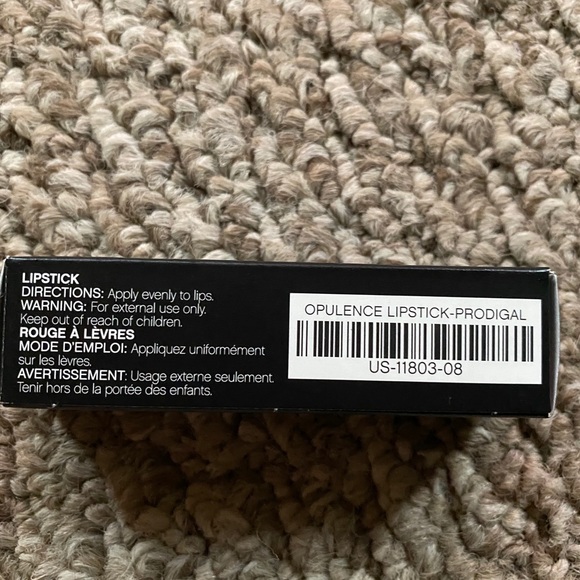 LIPSTICK
DIRECTIONS: Apply evenly to lips.
WARNING: For external use only.
Keep out of reach of children.
ROUGE À LÈVRES
MODE D'EMPLOI: Appliquez uniformément
sur les lèvres.
AVERTISSEMENT: Usage externe seulement.
Tenir hors de la portée des enfants.
OPULENCE LIPSTICK-PRODIGAL
US-11803-08